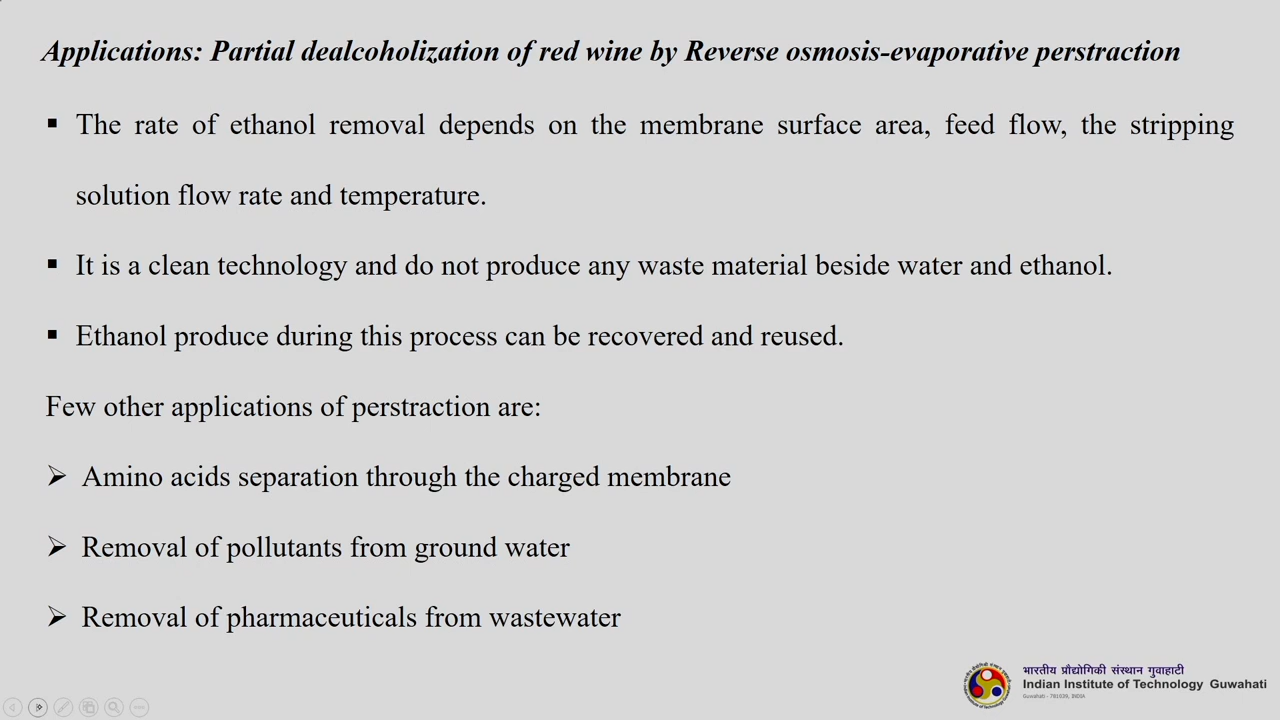 Applications: Partial dealcoholization of red wine by Reverse osmosis-evaporative perstraction
▪ The rate of ethanol removal depends on the membrane surface area, feed flow, the stripping
solution flow rate and temperature.
▪ It is a clean technology and do not produce any waste material beside water and ethanol.
▪ Ethanol produce during this process can be recovered and reused.
Few other applications of perstraction are:
➢ Amino acids separation through the charged membrane
➢ Removal of pollutants from ground water
➢ Removal of pharmaceuticals from wastewater
भारतीय प्रौद्योगिकी संस्थान गुवाहाटी
Indian Institute of Technology Guwahati
Guwahati - 781039, INDIA